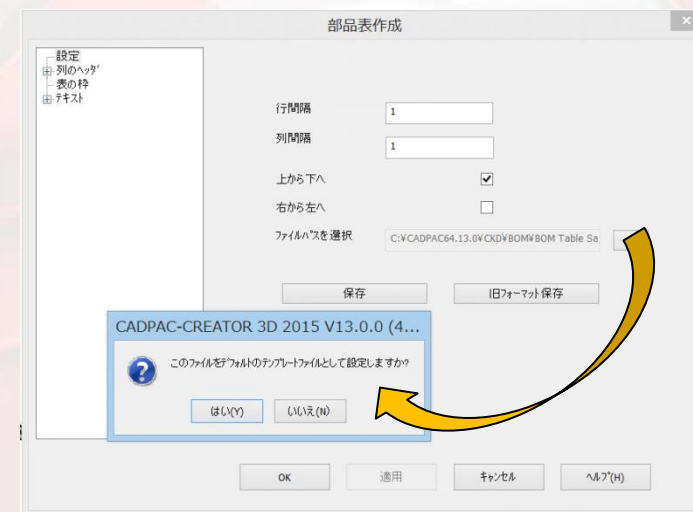 部品表作成
×
設定
列のヘッダ
表の枠
テキスト
行間隔
1
列間隔
1
上から下へ
右から左へ
ファイルパスを選択
C:¥CADPAC64.13.0¥CKD¥BOM¥BOM Table Sa
保存
旧フォーマット保存
CADPAC-CREATOR 3D 2015 V13.0.0 (4...
このファイルをデフォルトのテンプレートファイルとして設定しますか?
はい(Y)
いいえ(N)
OK
適用
キャンセル
ヘルプ(H)